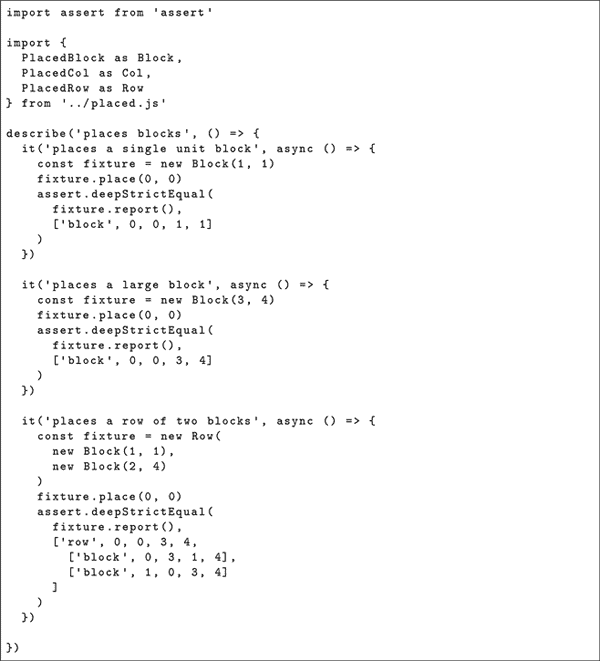 import assert from 'assert'

import {
  PlacedBlock as Block,
  PlacedCol as Col,
  PlacedRow as Row
} from '../placed.js'

describe('places blocks', () => {
  it('places a single unit block', async () => {
    const fixture = new Block(1, 1)
    fixture.place(0, 0)
    assert.deepStrictEqual(
      fixture.report(),
      ['block', 0, 0, 1, 1]
    )
  })

  it('places a large block', async () => {
    const fixture = new Block(3, 4)
    fixture.place(0, 0)
    assert.deepStrictEqual(
      fixture.report(),
      ['block', 0, 0, 3, 4]
    )
  })

  it('places a row of two blocks', async () => {
    const fixture = new Row(
      new Block(1, 1),
      new Block(2, 4)
    )
    fixture.place(0, 0)
    assert.deepStrictEqual(
      fixture.report(),
      ['row', 0, 0, 3, 4,
        ['block', 0, 3, 1, 4],
        ['block', 1, 0, 3, 4]
      ]
    )
  })

})